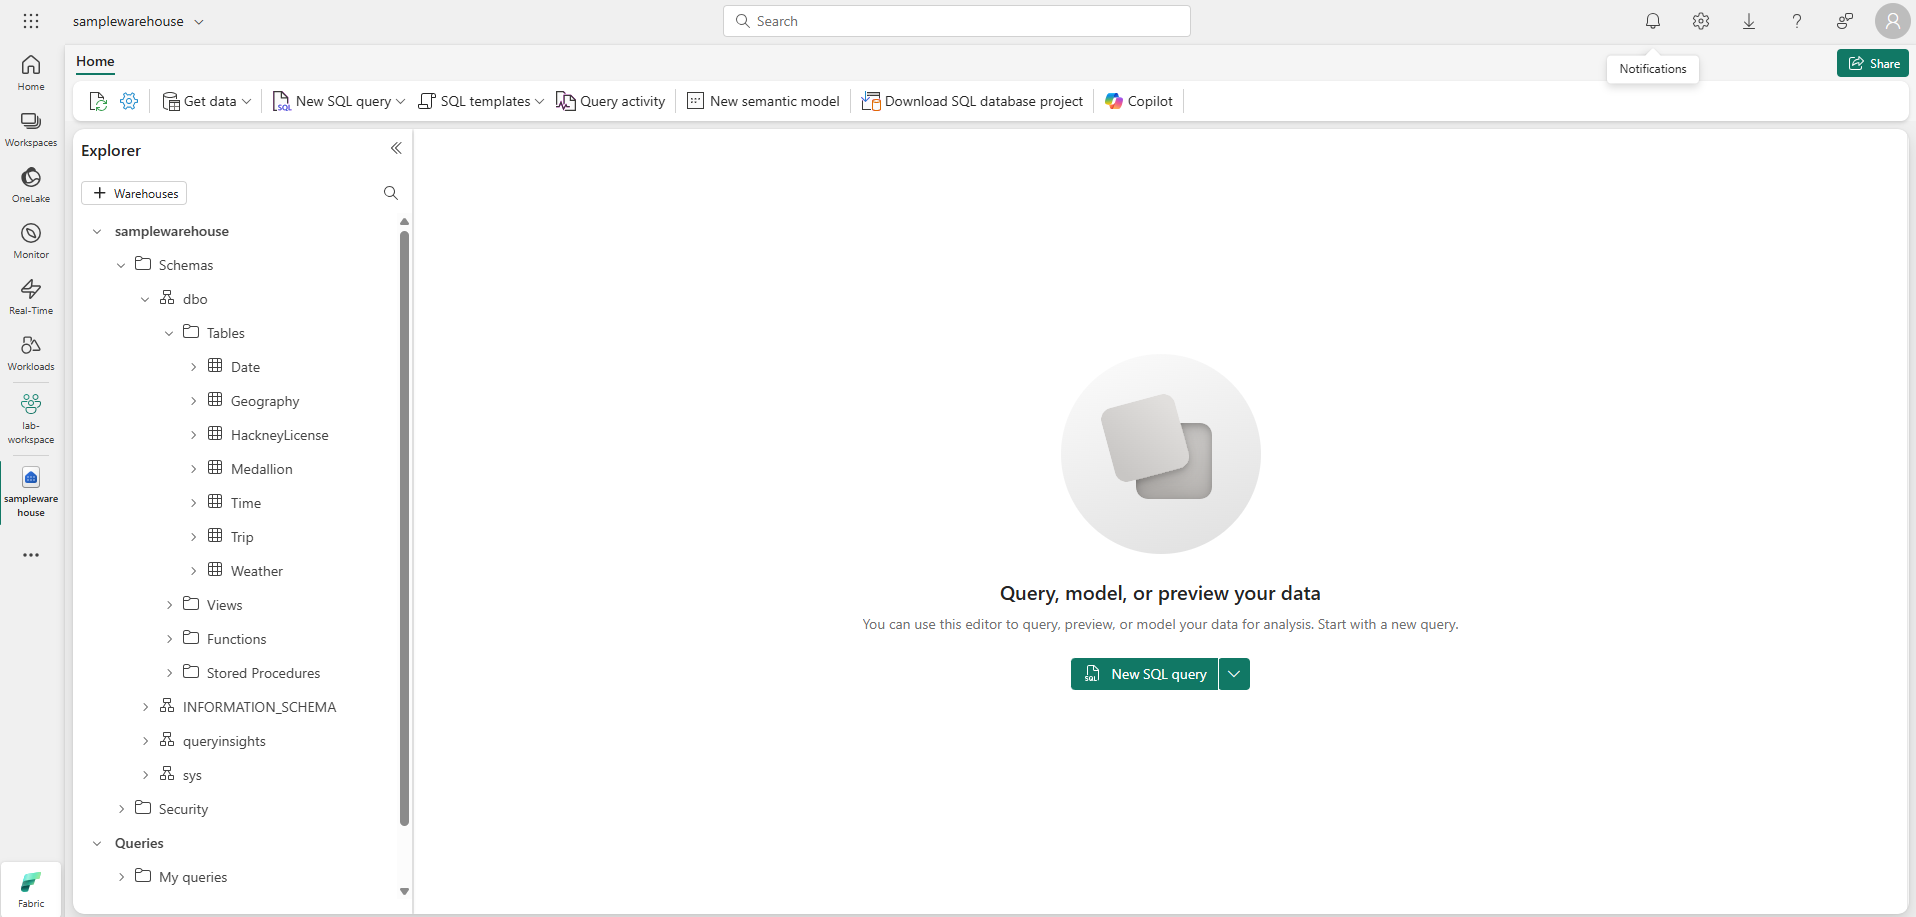 samplewarehouse
Search
Home
Notifications
Share
Get data
New SQL query
SQL templates
Query activity
New semantic model
Download SQL database project
Copilot
Home
Workspaces
OneLake
Monitor
Real-Time
Workloads
lab-
workspace
sampleware
house
Fabric
Explorer
Warehouses
samplewarehouse
Schemas
dbo
Tables
Date
Geography
HackneyLicense
Medallion
Time
Trip
Weather
Views
Functions
Stored Procedures
INFORMATION_SCHEMA
queryinsights
sys
Security
Queries
My queries
Query, model, or preview your data
You can use this editor to query, preview, or model your data for analysis. Start with a new query.
New SQL query